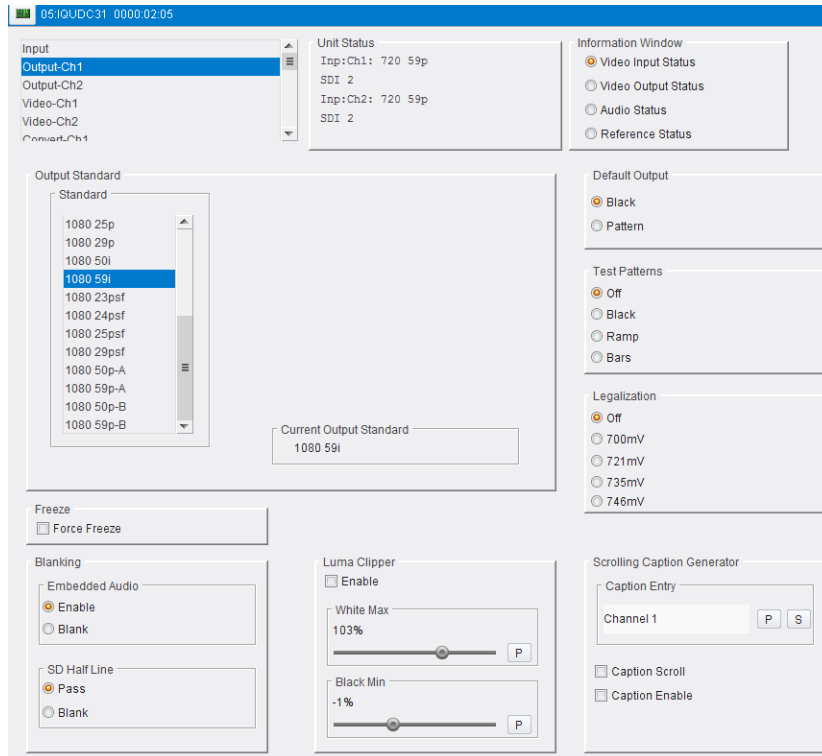 05:IQUDC31 0000:02:05
Input
Output-Ch1
Output-Ch2
Video-Ch1
Video-Ch2
Convert-Ch1
Unit Status
Inp:Ch1: 720 59p
SDI 2
Inp:Ch2: 720 59p
SDI 2
Information Window
Video Input Status
Video Output Status
Audio Status
Reference Status
Output Standard
Standard
1080 25p
1080 29p
1080 50i
1080 59i
1080 23psf
1080 24psf
1080 25psf
1080 29psf
1080 50p-A
1080 59p-A
1080 50p-B
1080 59p-B
Current Output Standard
1080 59i
Default Output
Black
Pattern
Test Patterns
Off
Black
Ramp
Bars
Legalization
Off
700mV
721mV
735mV
746mV
Freeze
Force Freeze
Blanking
Embedded Audio
Enable
Blank
SD Half Line
Pass
Blank
Luma Clipper
Enable
White Max
103%
P
Black Min
-1%
P
Scrolling Caption Generator
Caption Entry
Channel 1 P S
Caption Scroll
Caption Enable